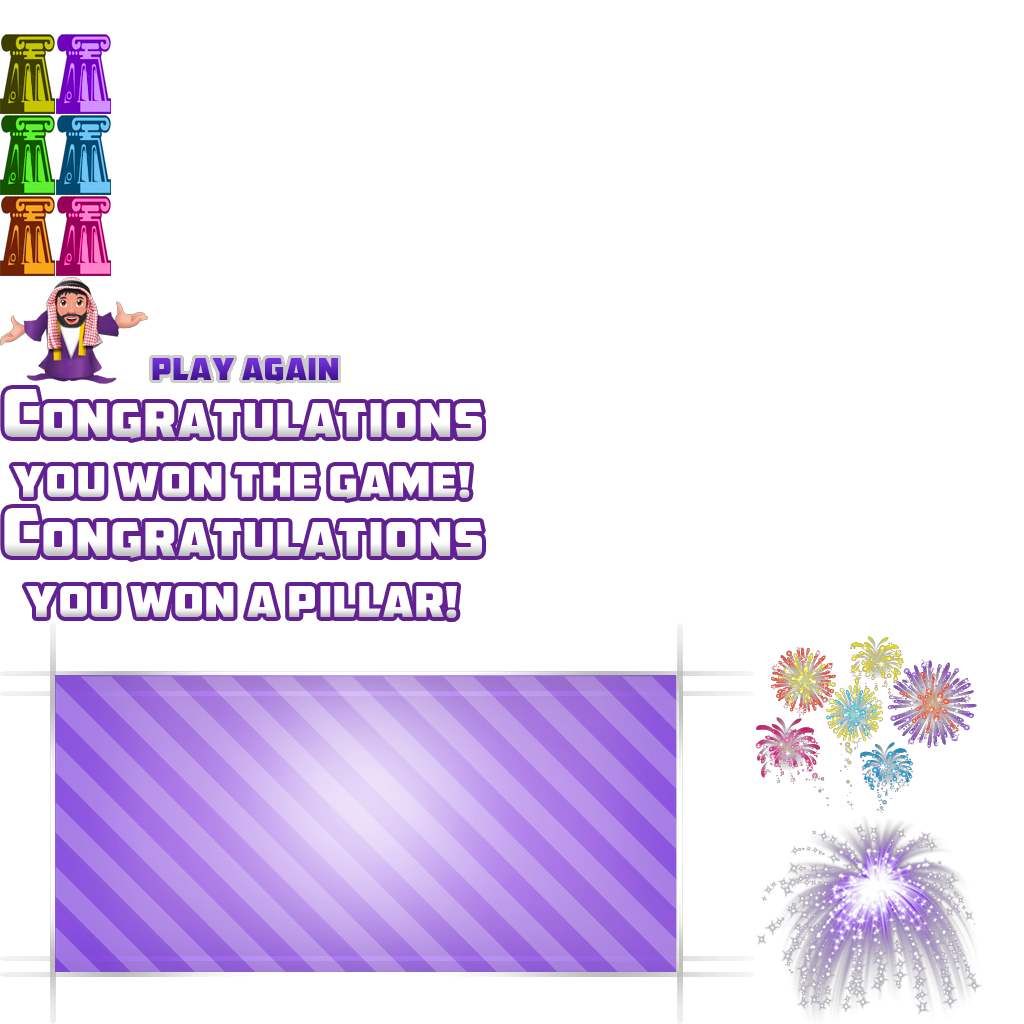 PLAY AGAIN
CONGRATULATIONS
YOU WON THE GAME!
CONGRATULATIONS
YOU WON A PILLAR!